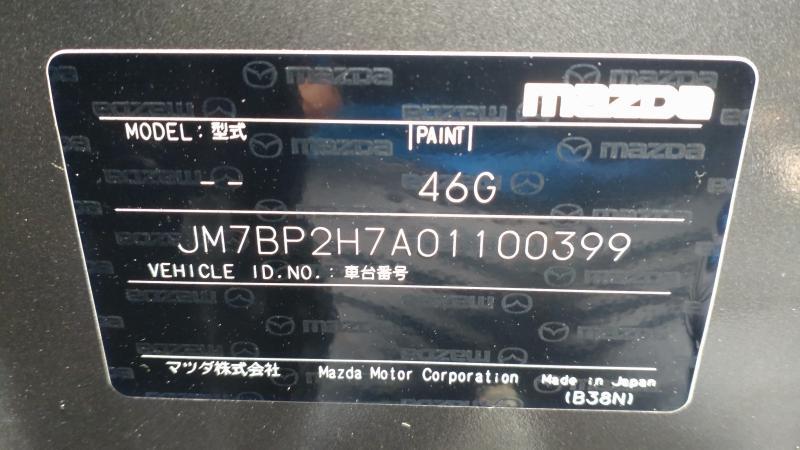 mazda
MODEL: 型式 PAINT
-- 46G
JM7BP2H7A01100399
VEHICLE ID.NO.: 車台番号
マツダ株式会社 Mazda Motor Corporation Made in Japan
(B38N)